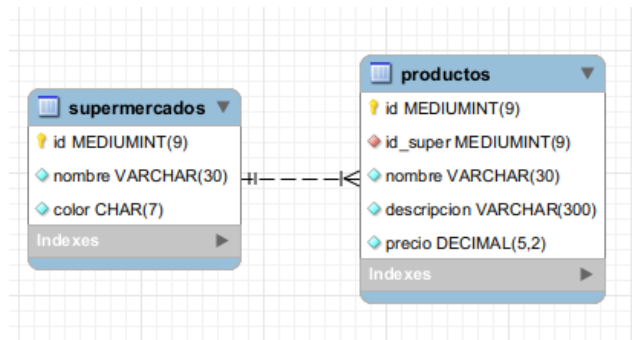 supermercados
id MEDIUMINT(9)
nombre VARCHAR(30)
color CHAR(7)
Indexes
productos
id MEDIUMINT(9)
id_super MEDIUMINT(9)
nombre VARCHAR(30)
descripcion VARCHAR(300)
precio DECIMAL(5,2)
Indexes